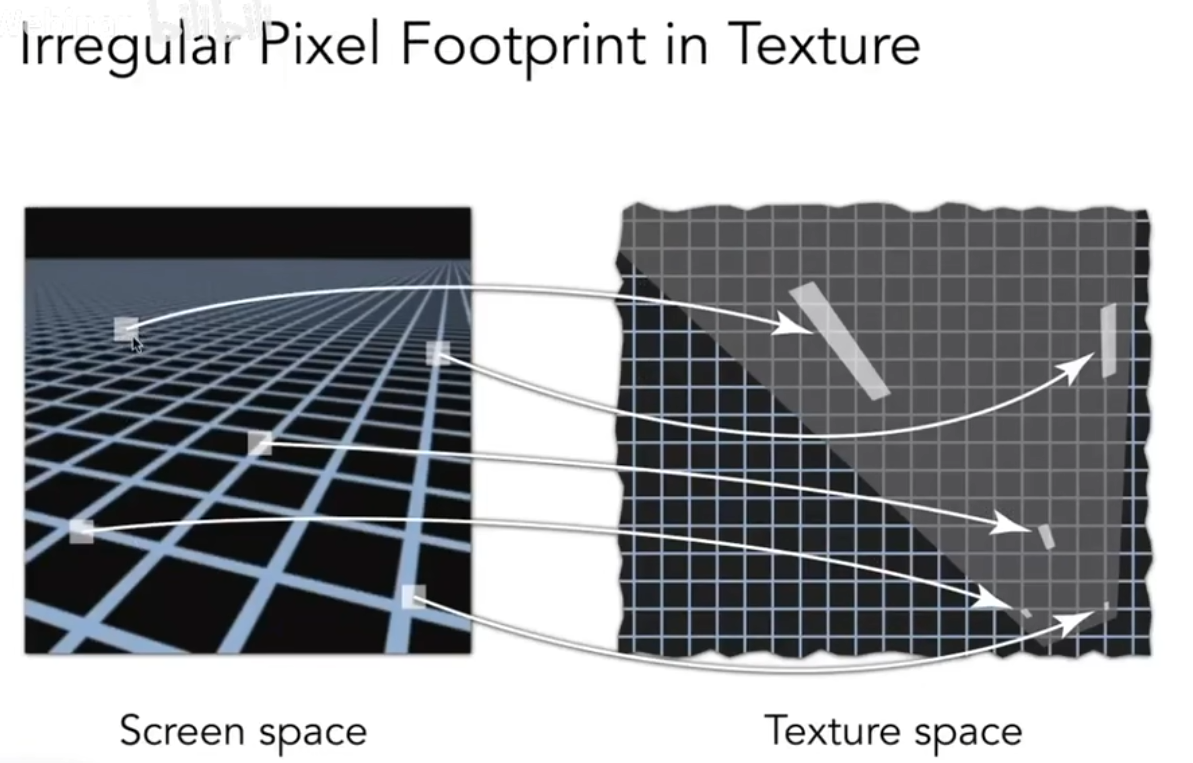 Irregular Pixel Footprint in Texture
Screen space
Texture space